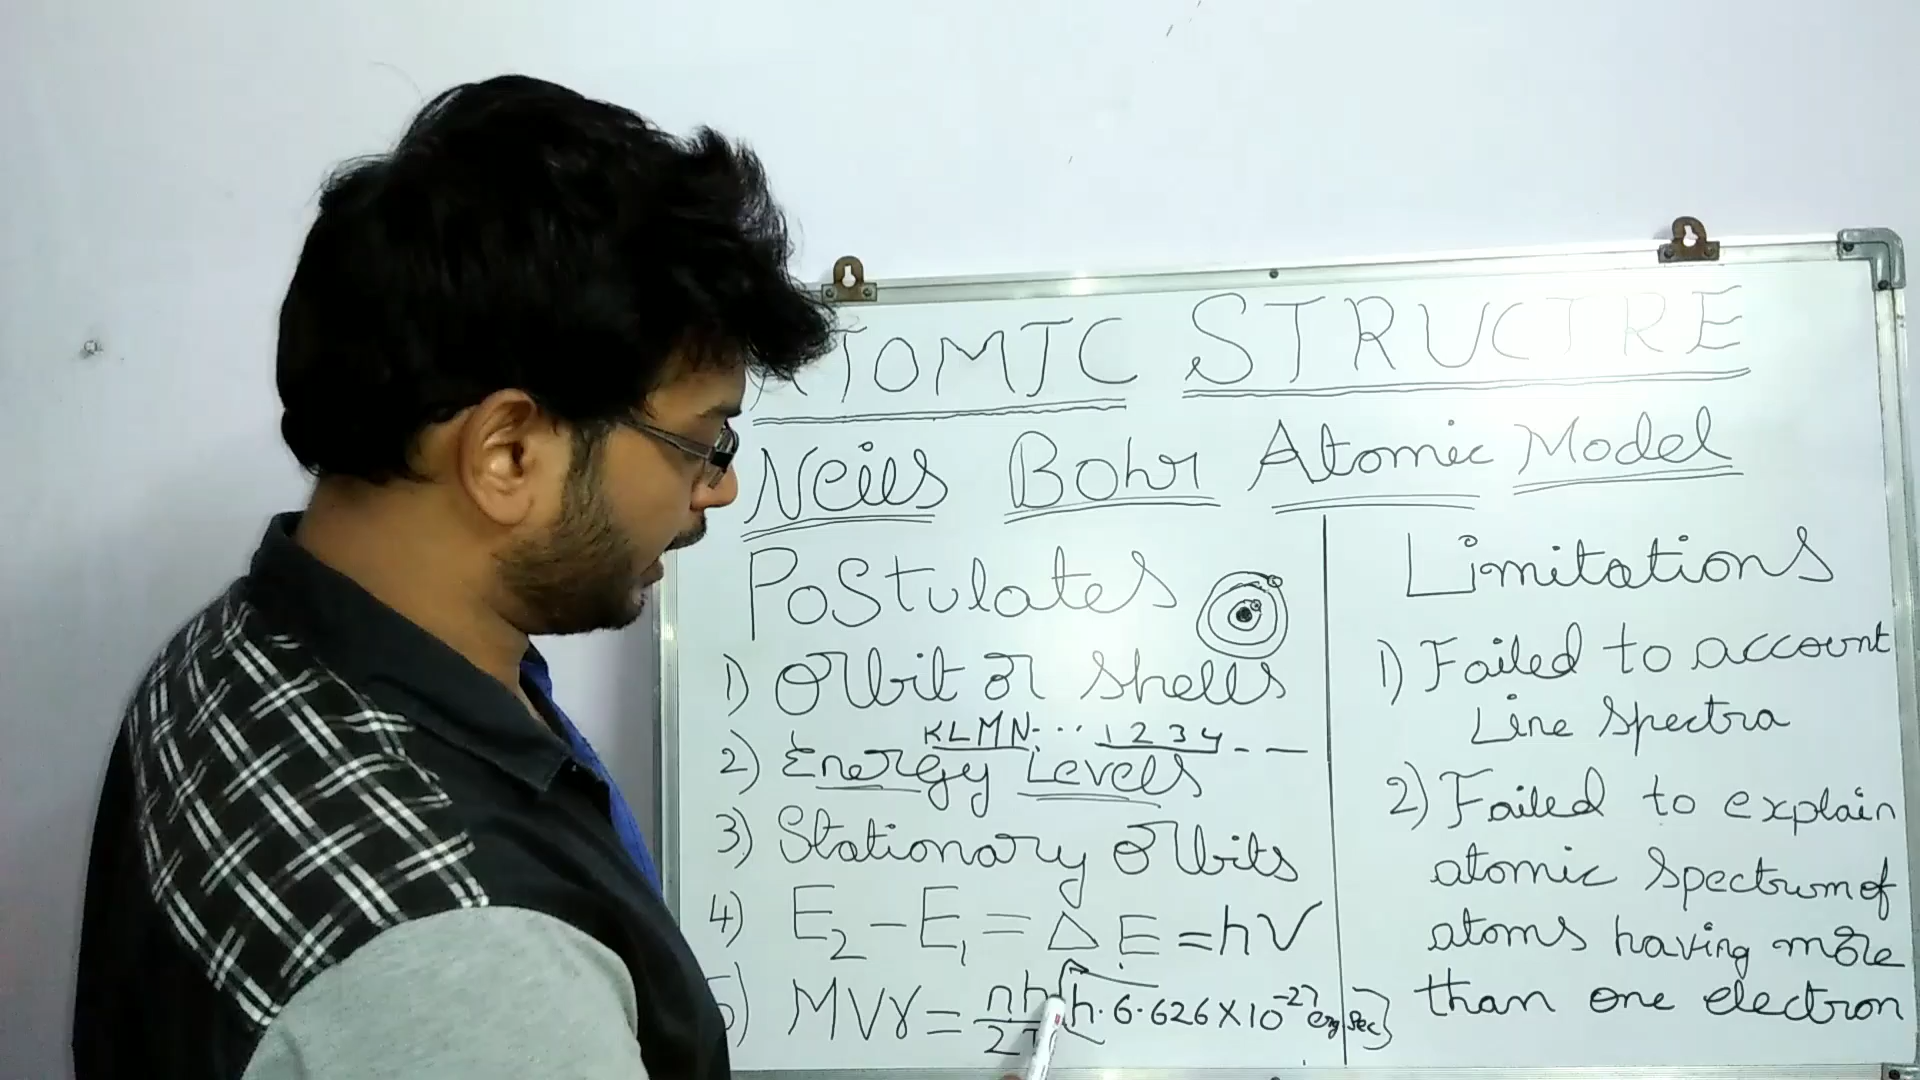 ATOMIC STRUCTRE
Neils Bohr Atomic Model
Postulates
1) Orbit or Shells
KLMN... 1 2 3 4 - -
2) Energy Levels
3) Stationary Orbits
4) E₂ - E₁ = Δ E = hν
5) MVr = nh/2π [h. 6.626 X 10⁻²⁷ erg sec]
Limitations
1) Failed to account
Line Spectra
2) Failed to explain
atomic Spectrum of
atoms having more
than one electron